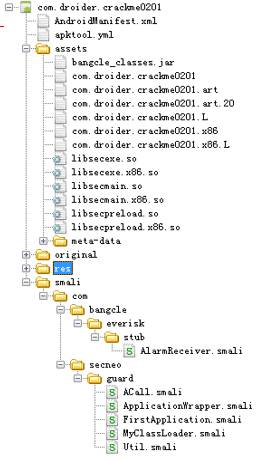 com.droider.crackme0201
AndroidManifest.xml
apktool.yml
assets
bangcle_classes.jar
com.droider.crackme0201
com.droider.crackme0201.art
com.droider.crackme0201.art.20
com.droider.crackme0201.L
com.droider.crackme0201.x86
com.droider.crackme0201.x86.L
libsecexe.so
libsecexe.x86.so
libsecmain.so
libsecmain.x86.so
libsecpreload.so
libsecpreload.x86.so
meta-data
original
res
smali
com
bangcle
everisk
stub
AlarmReceiver.smali
secneo
guard
ACall.smali
ApplicationWrapper.smali
FirstApplication.smali
MyClassLoader.smali
Util.smali